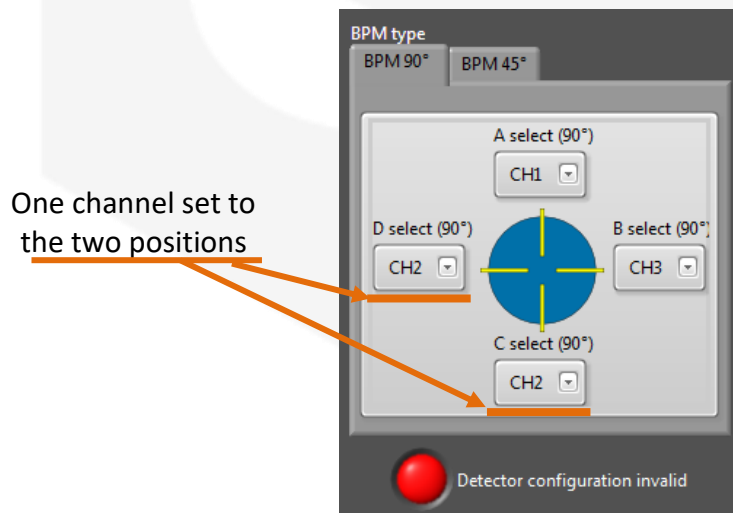 BPM type
BPM 90°
BPM 45°
A select (90°)
CH1
One channel set to
the two positions
D select (90°)
B select (90°)
CH2
CH3
C select (90°)
CH2
Detector configuration invalid